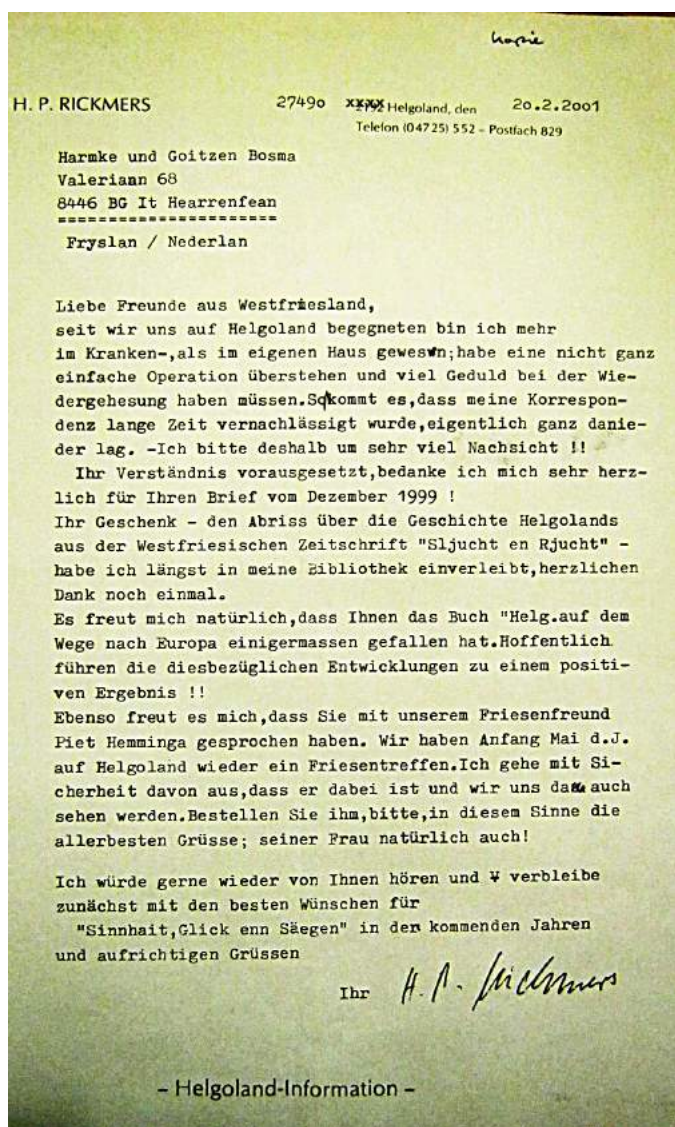 Kopie
H. P. RICKMERS 27490 xxxx Helgoland, den 20.2.2001
Telefon (04725) 552 – Postfach 829
Harmke und Goitzen Bosma
Valeriaan 68
8446 BG It Hearrenfean
======================
Fryslan / Nederlan
Liebe Freunde aus Westfriesland,
seit wir uns auf Helgoland begegneten bin ich mehr
im Kranken-,als im eigenen Haus gewesen;habe eine nicht ganz
einfache Operation überstehen und viel Geduld bei der Wie-
dergehesung haben müssen.So kommt es,dass meine Korrespon-
denz lange Zeit vernachlässigt wurde,eigentlich ganz danie-
der lag. -Ich bitte deshalb um sehr viel Nachsicht !!
Ihr Verständnis vorausgesetzt,bedanke ich mich sehr herz-
lich für Ihren Brief vom Dezember 1999 !
Ihr Geschenk - den Abriss über die Geschichte Helgolands
aus der Westfriesischen Zeitschrift "Sljucht en Rjucht" -
habe ich längst in meine Bibliothek einverleibt,herzlichen
Dank noch einmal.
Es freut mich natürlich,dass Ihnen das Buch "Helg.auf dem
Wege nach Europa einigermassen gefallen hat.Hoffentlich
führen die diesbezüglichen Entwicklungen zu einem positi-
ven Ergebnis !!
Ebenso freut es mich,dass Sie mit unserem Friesenfreund
Piet Hemminga gesprochen haben. Wir haben Anfang Mai d.J.
auf Helgoland wieder ein Friesentreffen.Ich gehe mit Si-
cherheit davon aus,dass er dabei ist und wir uns dann auch
sehen werden.Bestellen Sie ihm,bitte,in diesem Sinne die
allerbesten Grüsse; seiner Frau natürlich auch!
Ich würde gerne wieder von Ihnen hören und verbleibe
zunächst mit den besten Wünschen für
"Sinnhait,Glick enn Säegen" in den kommenden Jahren
und aufrichtigen Grüssen
Ihr H. P. Rickmers
– Helgoland-Information –